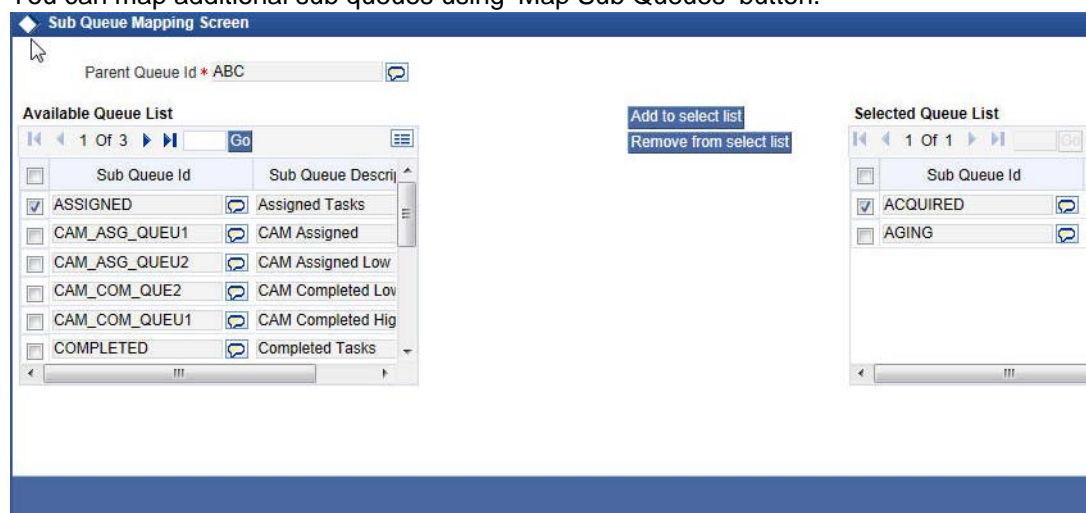 You can map additional sub queues using 'Map Sub Queues' button.
Sub Queue Mapping Screen
Parent Queue Id * ABC
Available Queue List
1 Of 3 Go
Sub Queue Id Sub Queue Descrip
ASSIGNED Assigned Tasks
CAM_ASG_QUEU1 CAM Assigned
CAM_ASG_QUEU2 CAM Assigned Low
CAM_COM_QUE2 CAM Completed Low
CAM_COM_QUEU1 CAM Completed Hig
COMPLETED Completed Tasks
Add to select list
Remove from select list
Selected Queue List
1 Of 1 Go
Sub Queue Id
ACQUIRED
AGING